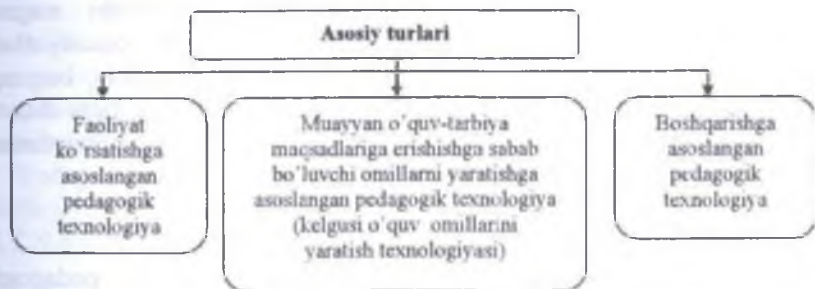 Asosiy turlari
Faoliyat
ko'rsatishga
asoslangan
pedagogik
texnologiya
Muayyan o'quv-tarbiya
maqsadlariga erishishga sabab
bo'luvchi omillarni yaratishga
asoslangan pedagogik texnologiya
(kelgusi o'quv omillarini
yaratish texnologiyasi)
Boshqarishga
asoslangan
pedagogik
texnologiya